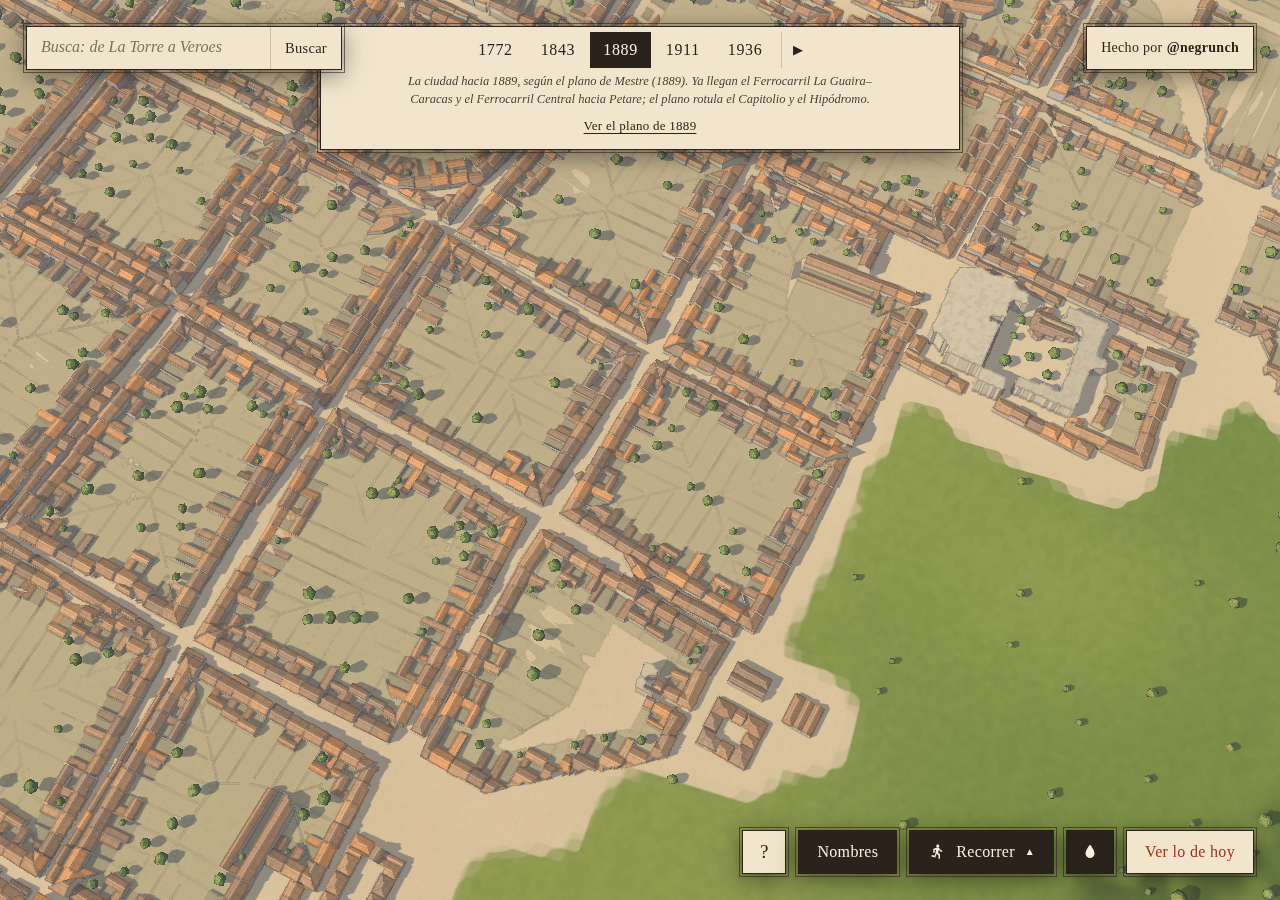 Busca: de La Torre a Veroes
Buscar
1772 1843 1889 1911 1936 ▶
La ciudad hacia 1889, según el plano de Mestre (1889). Ya llegan el Ferrocarril La Guaira–
Caracas y el Ferrocarril Central hacia Petare; el plano rotula el Capitolio y el Hipódromo.
Ver el plano de 1889
Hecho por @negrunch
?
Nombres
Recorrer ▲
Ver lo de hoy